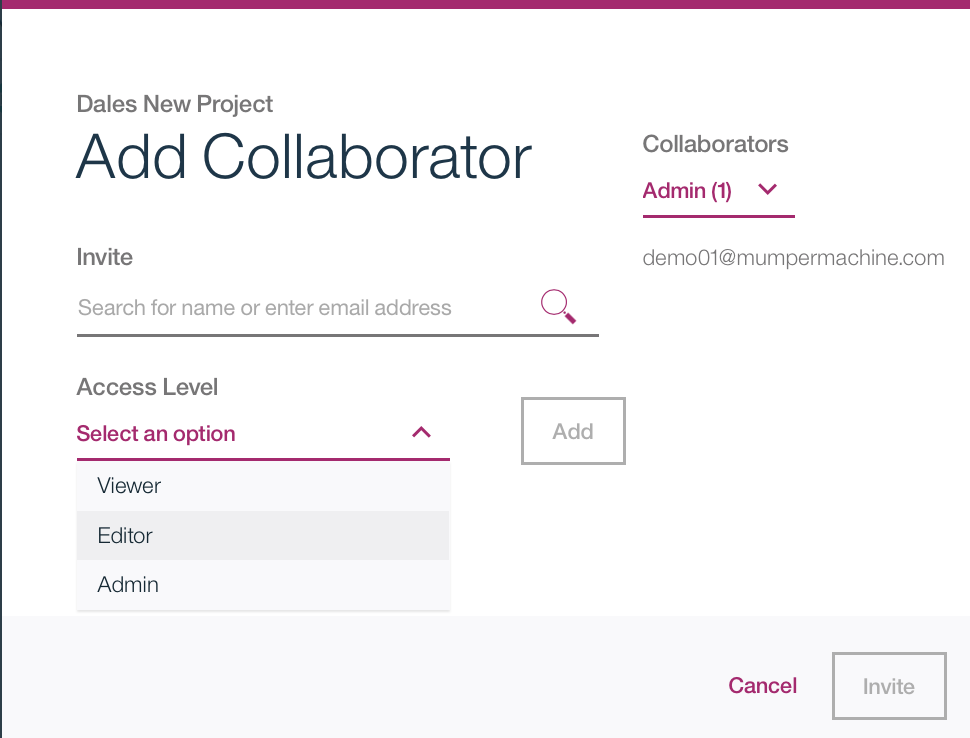 Dales New Project
Add Collaborator
Invite
Search for name or enter email address
Access Level
Select an option
Viewer
Editor
Admin
Add
Collaborators
Admin (1)
demo01@mumpermachine.com
Cancel
Invite